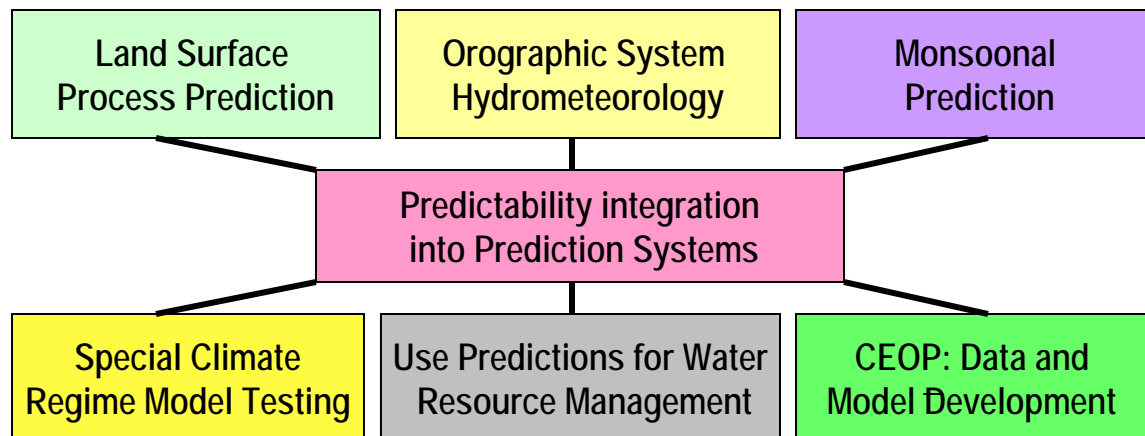 Land Surface
Process Prediction
Orographic System
Hydrometeorology
Monsoonal
Prediction
Predictability integration
into Prediction Systems
Special Climate
Regime Model Testing
Use Predictions for Water
Resource Management
CEOP: Data and
Model Development